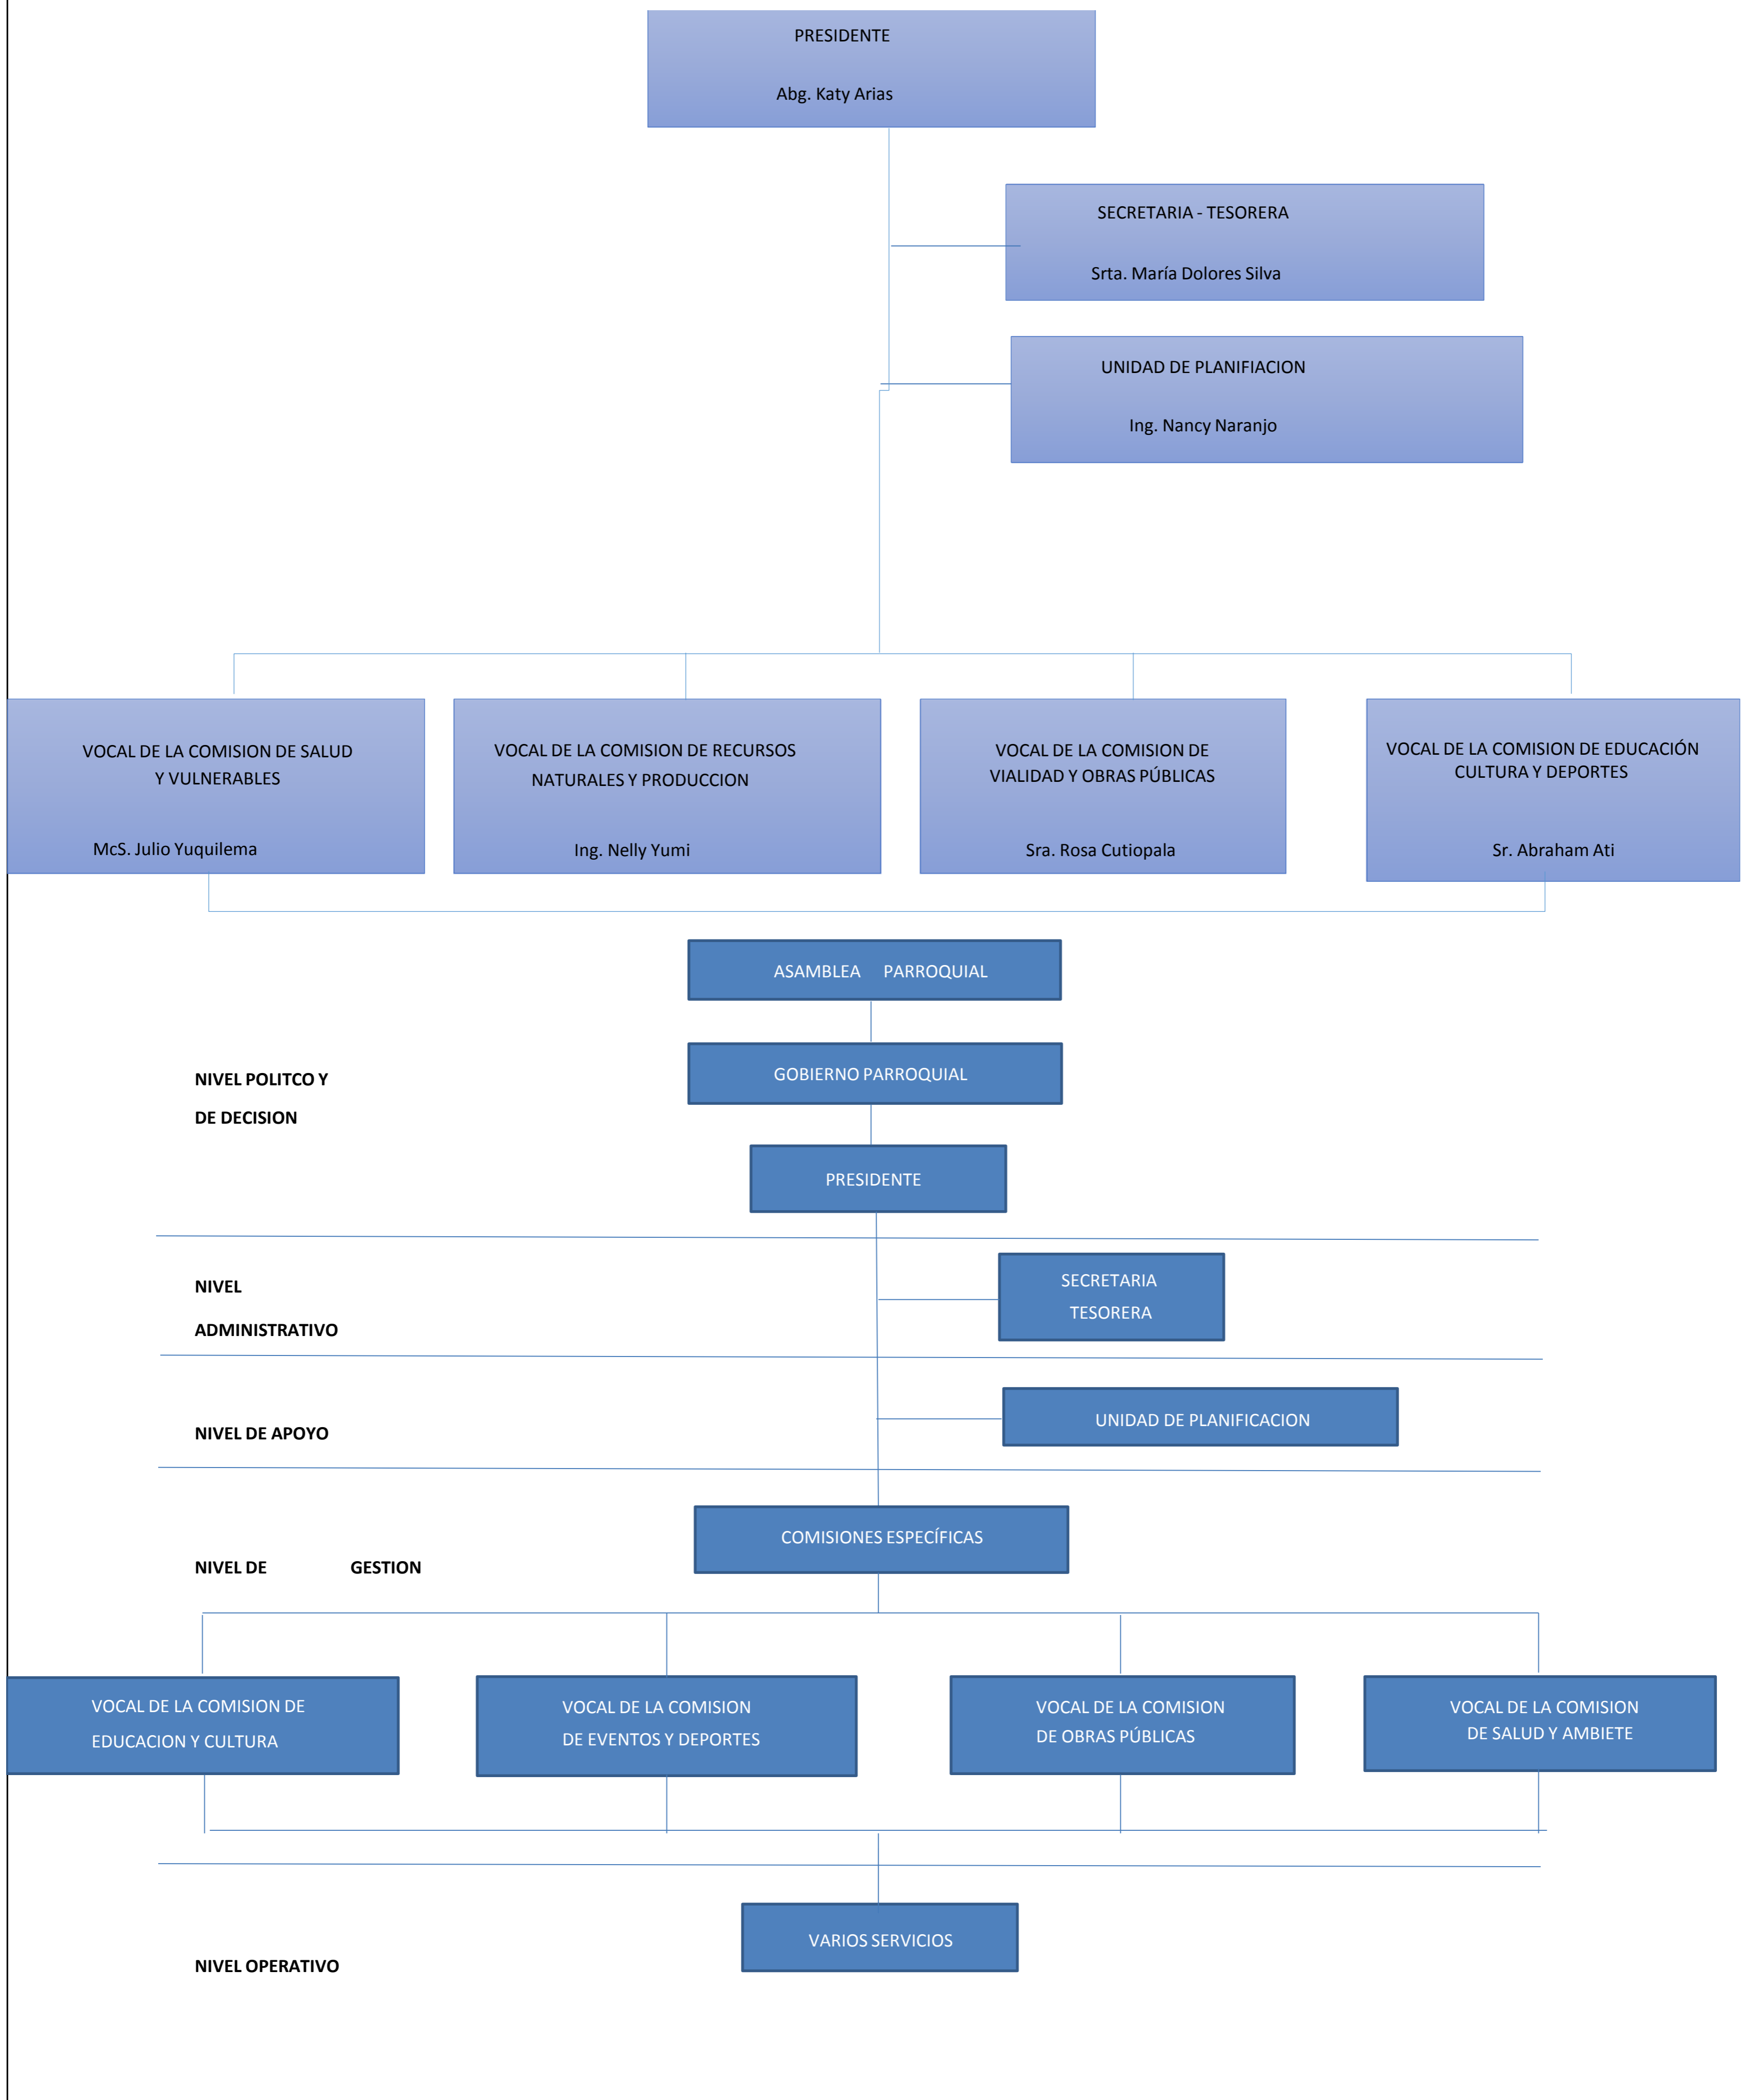 PRESIDENTE
Abg. Katy Arias
SECRETARIA - TESORERA
Srta. María Dolores Silva
UNIDAD DE PLANIFIACION
Ing. Nancy Naranjo
VOCAL DE LA COMISION DE SALUD
Y VULNERABLES
McS. Julio Yuquilema
VOCAL DE LA COMISION DE RECURSOS
NATURALES Y PRODUCCION
Ing. Nelly Yumi
VOCAL DE LA COMISION DE
VIALIDAD Y OBRAS PÚBLICAS
Sra. Rosa Cutiopala
VOCAL DE LA COMISION DE EDUCACIÓN
CULTURA Y DEPORTES
Sr. Abraham Ati
ASAMBLEA PARROQUIAL
NIVEL POLITCO Y
DE DECISION
GOBIERNO PARROQUIAL
PRESIDENTE
NIVEL
ADMINISTRATIVO
SECRETARIA
TESORERA
NIVEL DE APOYO
UNIDAD DE PLANIFICACION
COMISIONES ESPECÍFICAS
NIVEL DE GESTION
VOCAL DE LA COMISION DE
EDUCACION Y CULTURA
VOCAL DE LA COMISION
DE EVENTOS Y DEPORTES
VOCAL DE LA COMISION
DE OBRAS PÚBLICAS
VOCAL DE LA COMISION
DE SALUD Y AMBIETE
VARIOS SERVICIOS
NIVEL OPERATIVO